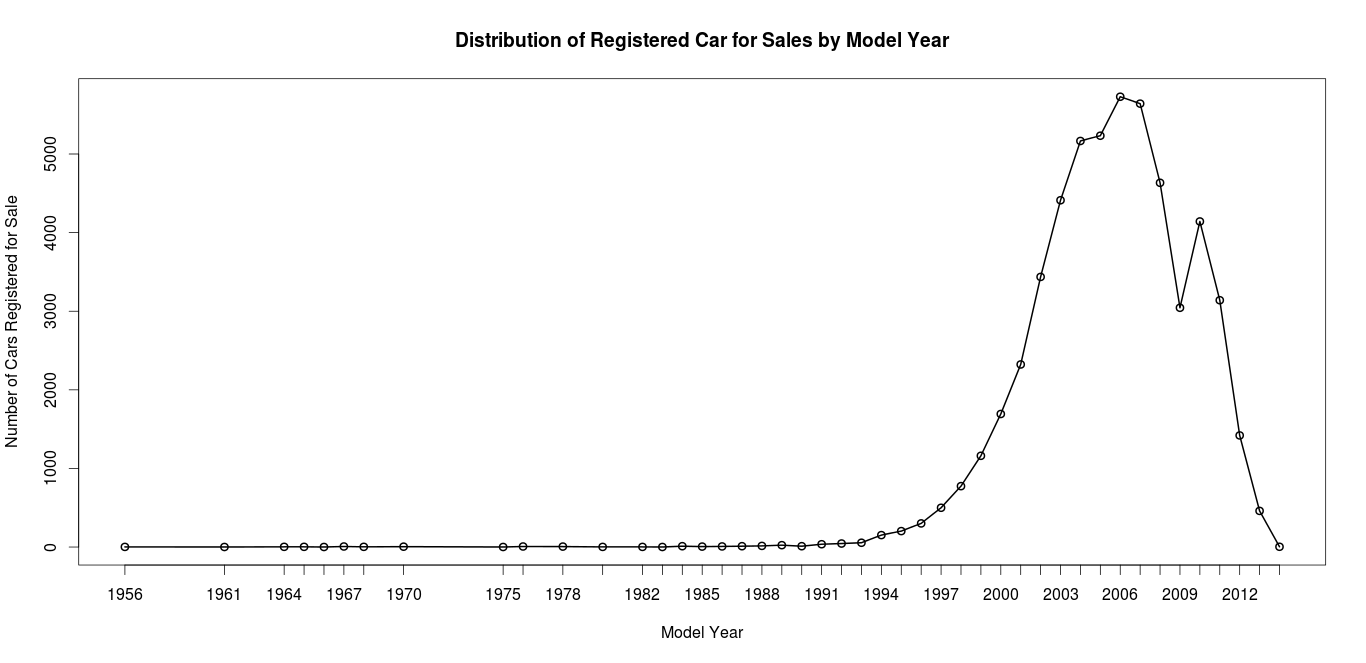 Distribution of Registered Car for Sales by Model Year
Number of Cars Registered for Sale
5000
4000
3000
2000
1000
0
1956 1961 1964 1967 1970 1975 1978 1982 1985 1988 1991 1994 1997 2000 2003 2006 2009 2012
Model Year